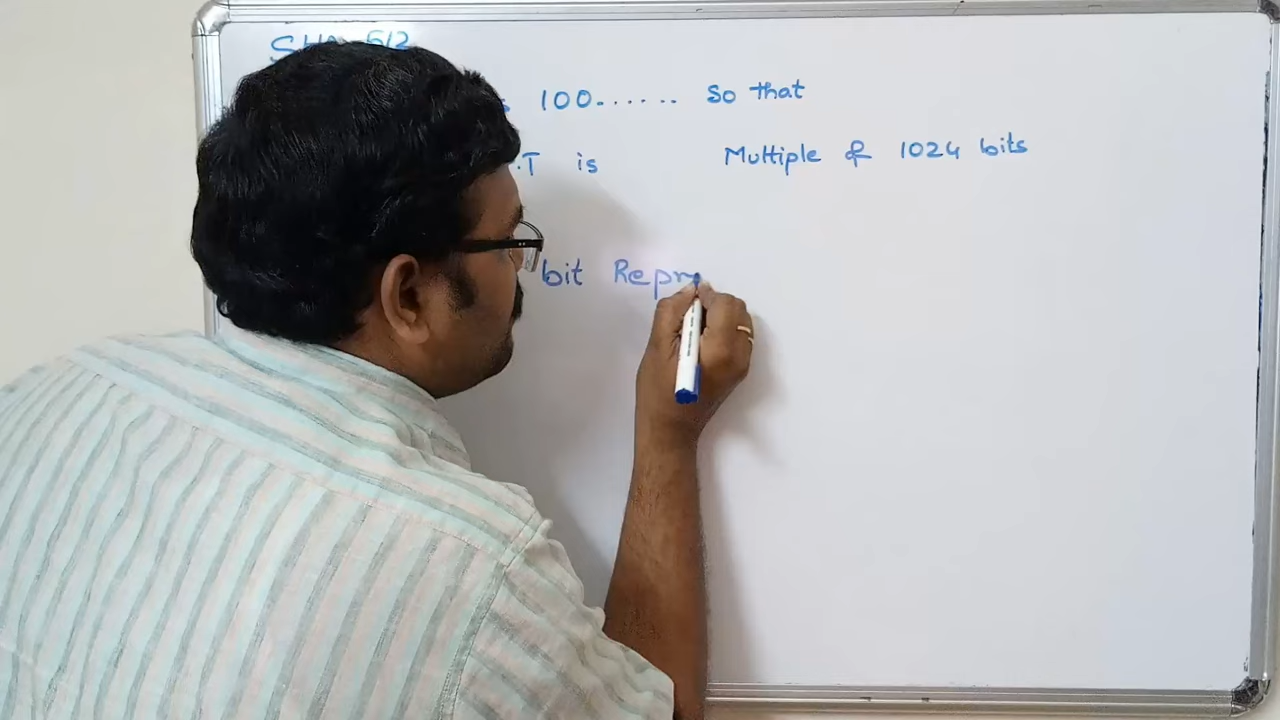 SHA-512
100...... So that
.T is Multiple of 1024 bits
bit Repr